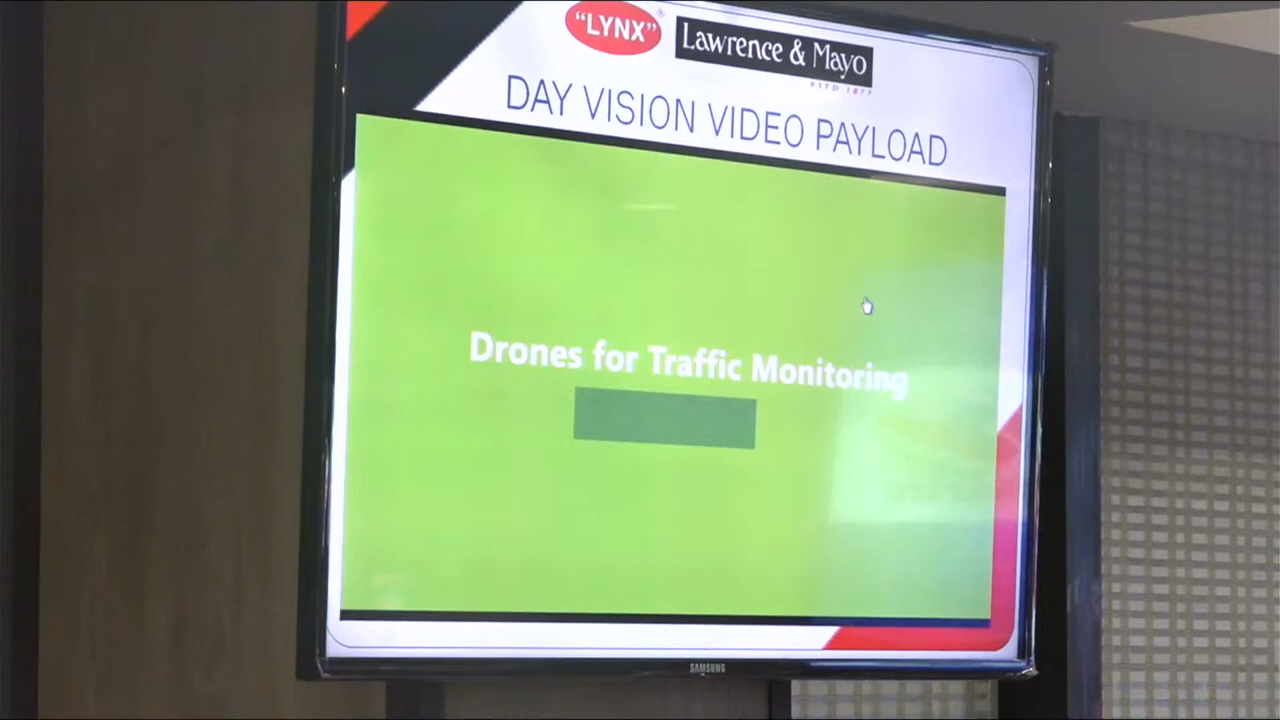 "LYNX"®
Lawrence & Mayo
ESTD 1877
DAY VISION VIDEO PAYLOAD
Drones for Traffic Monitoring
SAMSUNG